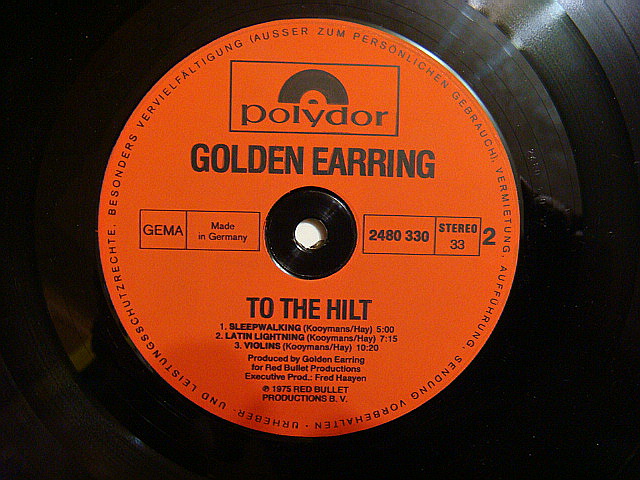 polydor
GOLDEN EARRING
GEMA
Made
in Germany
2480 330
STEREO
33
2
TO THE HILT
1. SLEEPWALKING (Kooymans/Hay) 5:00
2. LATIN LIGHTNING (Kooymans/Hay) 7:15
3. VIOLINS (Kooymans/Hay) 10:20
Produced by Golden Earring
for Red Bullet Productions
Executive Prod.: Fred Haayen
℗ 1975 RED BULLET
PRODUCTIONS B. V.
URHEBER- UND LEISTUNGSSCHUTZRECHTE, BESONDERS VERVIELFÄLTIGUNG (AUSSER ZUM PERSÖNLICHEN GEBRAUCH), VERMIETUNG, AUFFÜHRUNG, SENDUNG VORBEHALTEN ·